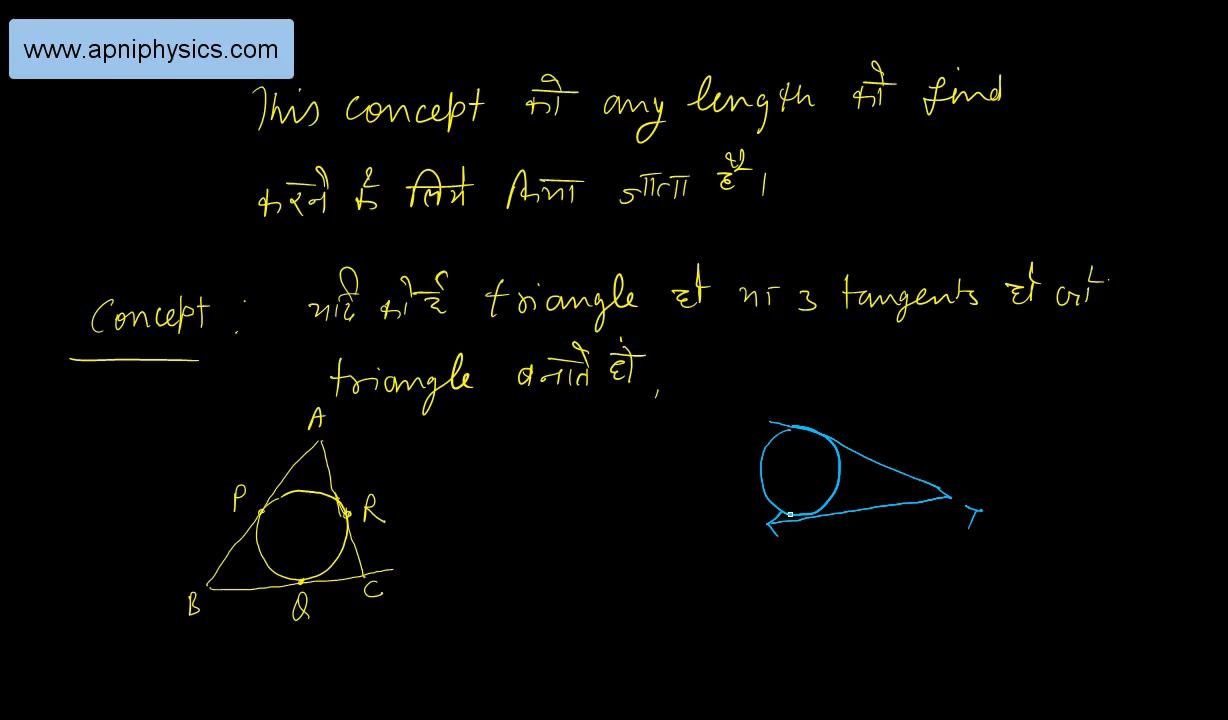 www.apniphysics.com
This concept को any length को find
करने के लिये किया जाता है।
Concept : यदि कोई triangle हो या 3 tangents हो जो
triangle बनाते हों,
A
P
R
B
Q
C
T